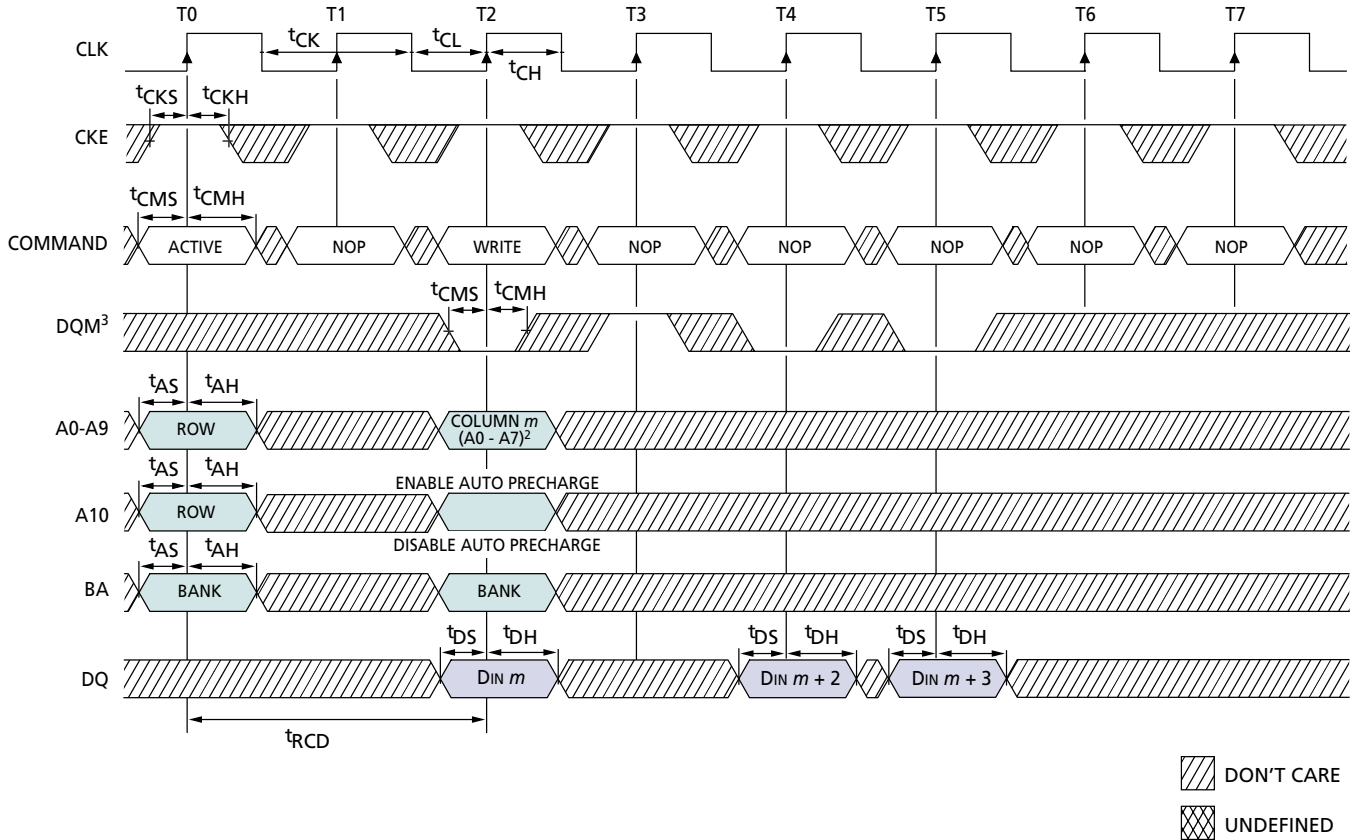 T0 T1 T2 T3 T4 T5 T6 T7
CLK
tCK tCL
tCH
tCKS tCKH
CKE
tCMS tCMH
COMMAND ACTIVE NOP WRITE NOP NOP NOP NOP NOP
tCMS tCMH
DQM3
tAS tAH
A0-A9 ROW COLUMN m
(A0 - A7)2
tAS tAH ENABLE AUTO PRECHARGE
A10 ROW
DISABLE AUTO PRECHARGE
tAS tAH
BA BANK BANK
tDS tDH tDS tDH tDS tDH
DQ DIN m DIN m + 2 DIN m + 3
tRCD
DON'T CARE
UNDEFINED